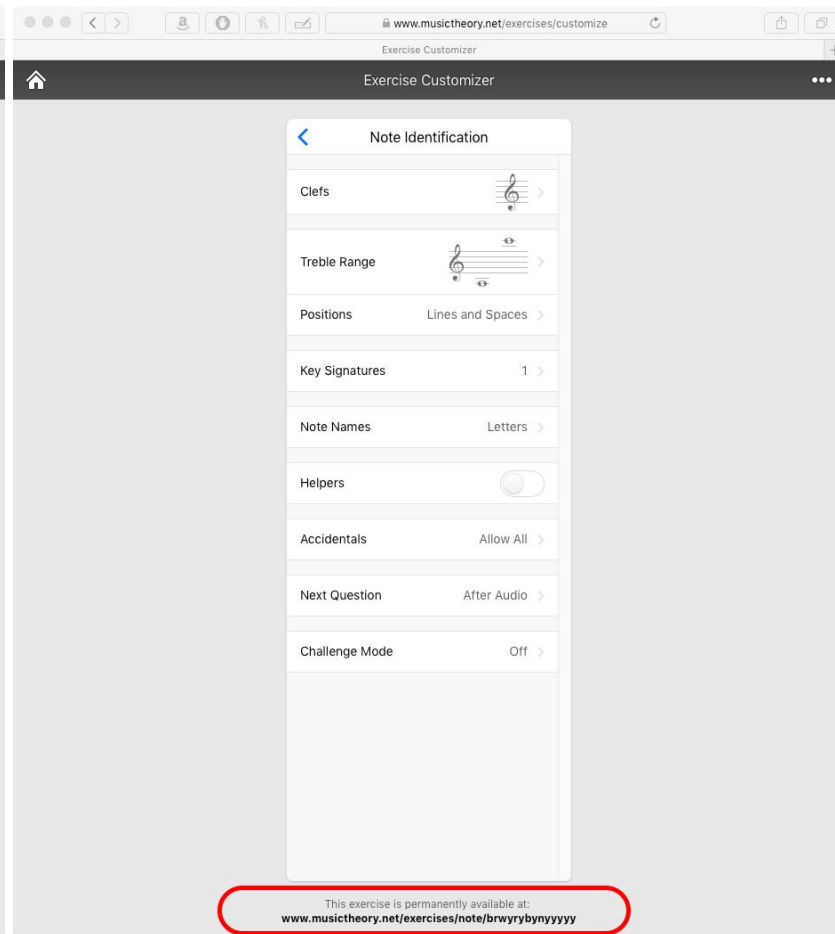 www.musictheory.net/exercises/customize
Exercise Customizer
Exercise Customizer
Note Identification
Clefs
Treble Range
Positions Lines and Spaces
Key Signatures 1
Note Names Letters
Helpers
Accidentals Allow All
Next Question After Audio
Challenge Mode Off
This exercise is permanently available at:
www.musictheory.net/exercises/note/brwyrybynyyyyy